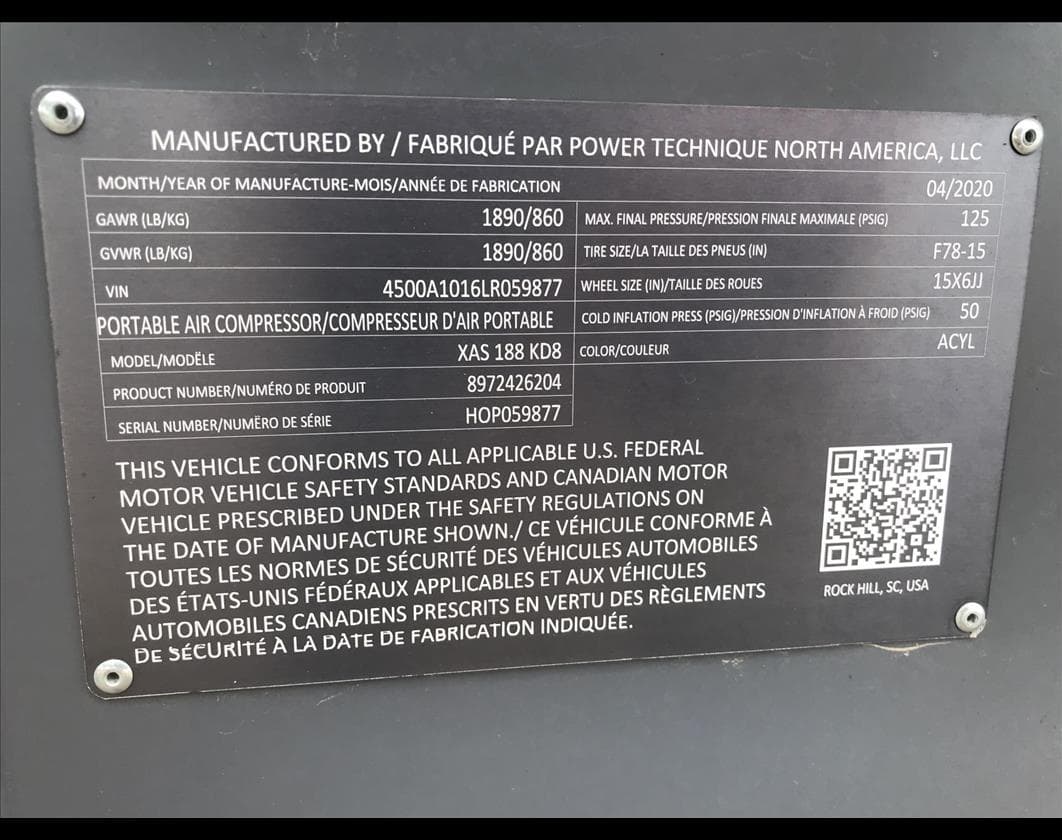 MANUFACTURED BY / FABRIQUÉ PAR POWER TECHNIQUE NORTH AMERICA, LLC
MONTH/YEAR OF MANUFACTURE-MOIS/ANNÉE DE FABRICATION 04/2020
GAWR (LB/KG) 1890/860 MAX. FINAL PRESSURE/PRESSION FINALE MAXIMALE (PSIG) 125
GVWR (LB/KG) 1890/860 TIRE SIZE/LA TAILLE DES PNEUS (IN) F78-15
VIN 4500A1016LR059877 WHEEL SIZE (IN)/TAILLE DES ROUES 15X6JJ
PORTABLE AIR COMPRESSOR/COMPRESSEUR D'AIR PORTABLE COLD INFLATION PRESS (PSIG)/PRESSION D'INFLATION À FROID (PSIG) 50
MODEL/MODËLE XAS 188 KD8 COLOR/COULEUR ACYL
PRODUCT NUMBER/NUMÉRO DE PRODUIT 8972426204
SERIAL NUMBER/NUMËRO DE SÉRIE HOP059877
THIS VEHICLE CONFORMS TO ALL APPLICABLE U.S. FEDERAL
MOTOR VEHICLE SAFETY STANDARDS AND CANADIAN MOTOR
VEHICLE PRESCRIBED UNDER THE SAFETY REGULATIONS ON
THE DATE OF MANUFACTURE SHOWN./ CE VÉHICULE CONFORME À
TOUTES LES NORMES DE SÉCURITÉ DES VÉHICULES AUTOMOBILES
DES ÉTATS-UNIS FÉDÉRAUX APPLICABLES ET AUX VÉHICULES
AUTOMOBILES CANADIENS PRESCRITS EN VERTU DES RÈGLEMENTS
DE SÉCURITÉ À LA DATE DE FABRICATION INDIQUÉE.
ROCK HILL, SC, USA